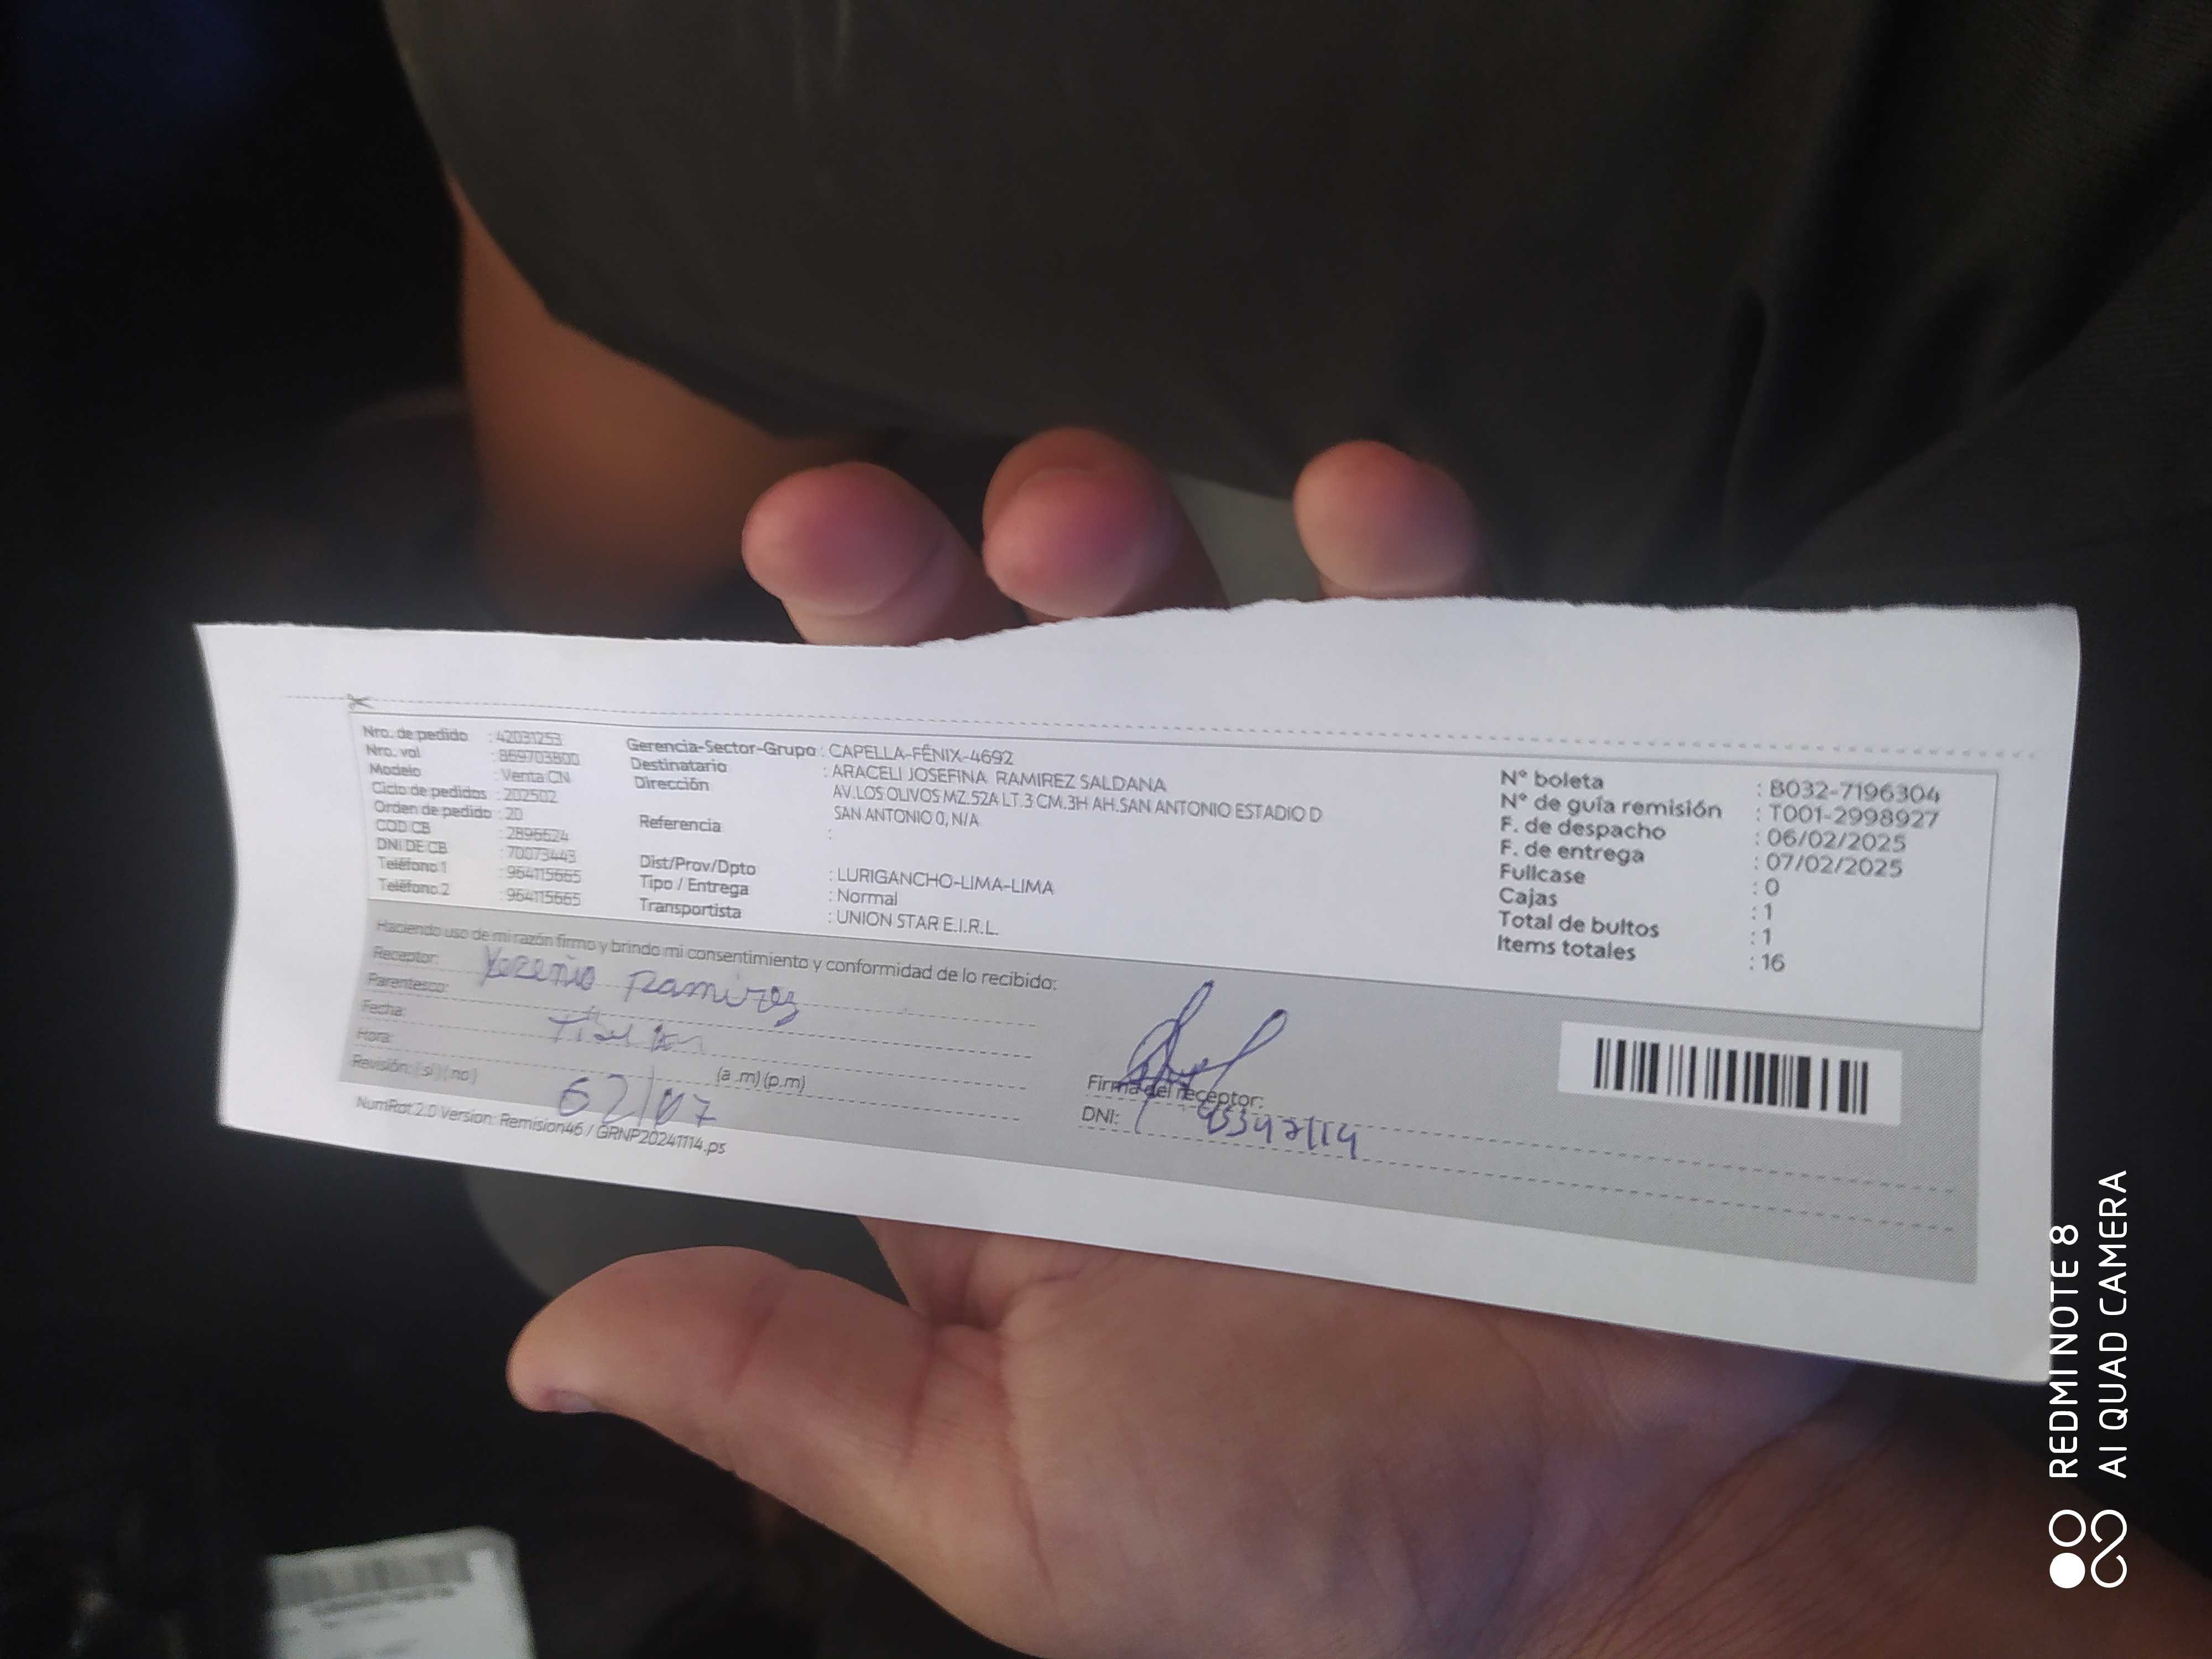 Nro. de pedido : 42031253
Nro. val : 869703800
Modelo : Venta CN
Ciclo de pedidos : 202502
Orden de pedido : 20
COD CB : 2896624
DNI DE CB : 70073443
Teléfono 1 : 964115665
Teléfono 2 : 964115665
Gerencia-Sector-Grupo : CAPELLA-FÉNIX-4692
Destinatario : ARACELI JOSEFINA RAMIREZ SALDANA
Dirección : AV.LOS OLIVOS MZ.52A LT.3 CM.3H AH.SAN ANTONIO ESTADIO D
SAN ANTONIO 0, N/A
Referencia :
Dist/Prov/Dpto : LURIGANCHO-LIMA-LIMA
Tipo / Entrega : Normal
Transportista : UNION STAR E.I.R.L.
N° boleta : B032-7196304
N° de guía remisión : T001-2998927
F. de despacho : 06/02/2025
F. de entrega : 07/02/2025
Fullcase : 0
Cajas : 1
Total de bultos : 1
Items totales : 16
Haciendo uso de mi razón firmo y brindo mi consentimiento y conformidad de lo recibido:
Receptor: Yesenia Ramirez
Parentesco:
Fecha:
Hora: (a .m) (p.m)
Revisión: ( si ) ( no )
Firma del receptor:
DNI:
NumRot.2.0 Version: Remision46 / GRNP20241114.ps
REDMI NOTE 8
AI QUAD CAMERA